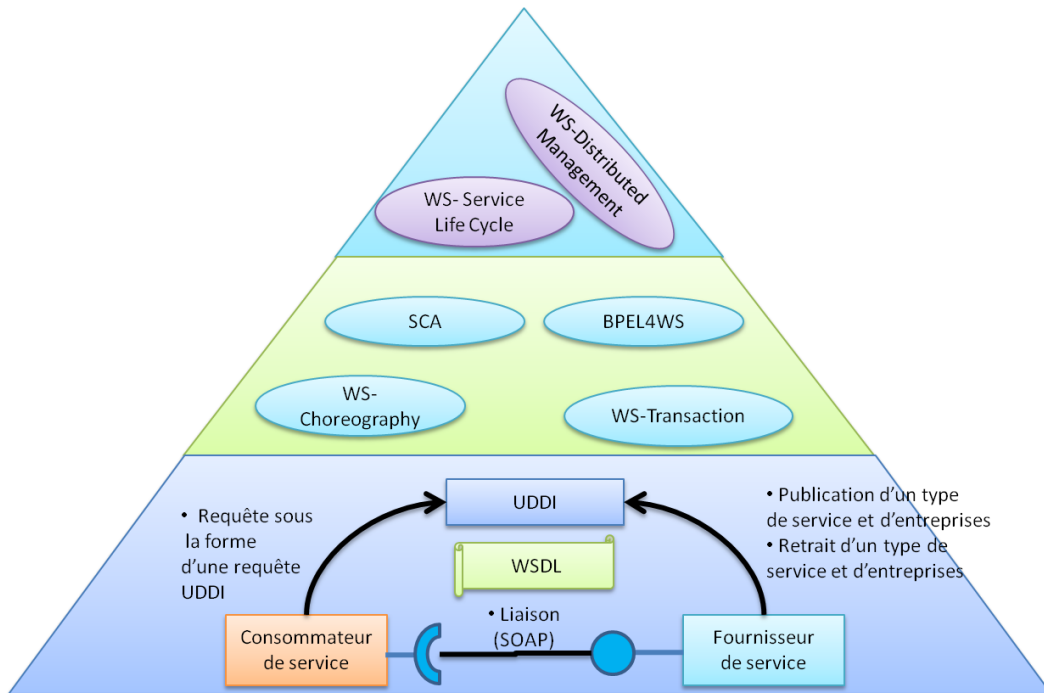 WS-Distributed
Management
WS- Service
Life Cycle
SCA
BPEL4WS
WS-
Choreography
WS-Transaction
UDDI
• Requête sous
la forme
d'une requête
UDDI
• Publication d'un type
de service et d'entreprises
• Retrait d'un type de
service et d'entreprises
WSDL
• Liaison
(SOAP)
Consommateur
de service
Fournisseur
de service